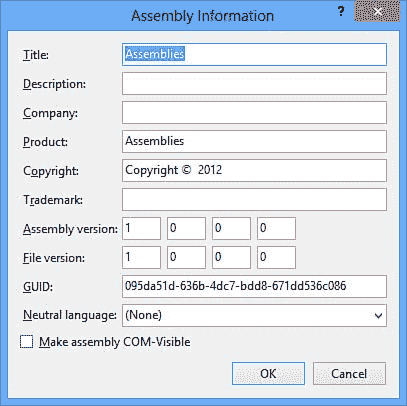 Assembly Information
? x
Title: Assemblies
Description:
Company:
Product: Assemblies
Copyright: Copyright © 2012
Trademark:
Assembly version: 1 0 0 0
File version: 1 0 0 0
GUID: 095da51d-636b-4dc7-bdd8-671dd536c086
Neutral language: (None)
Make assembly COM-Visible
OK Cancel